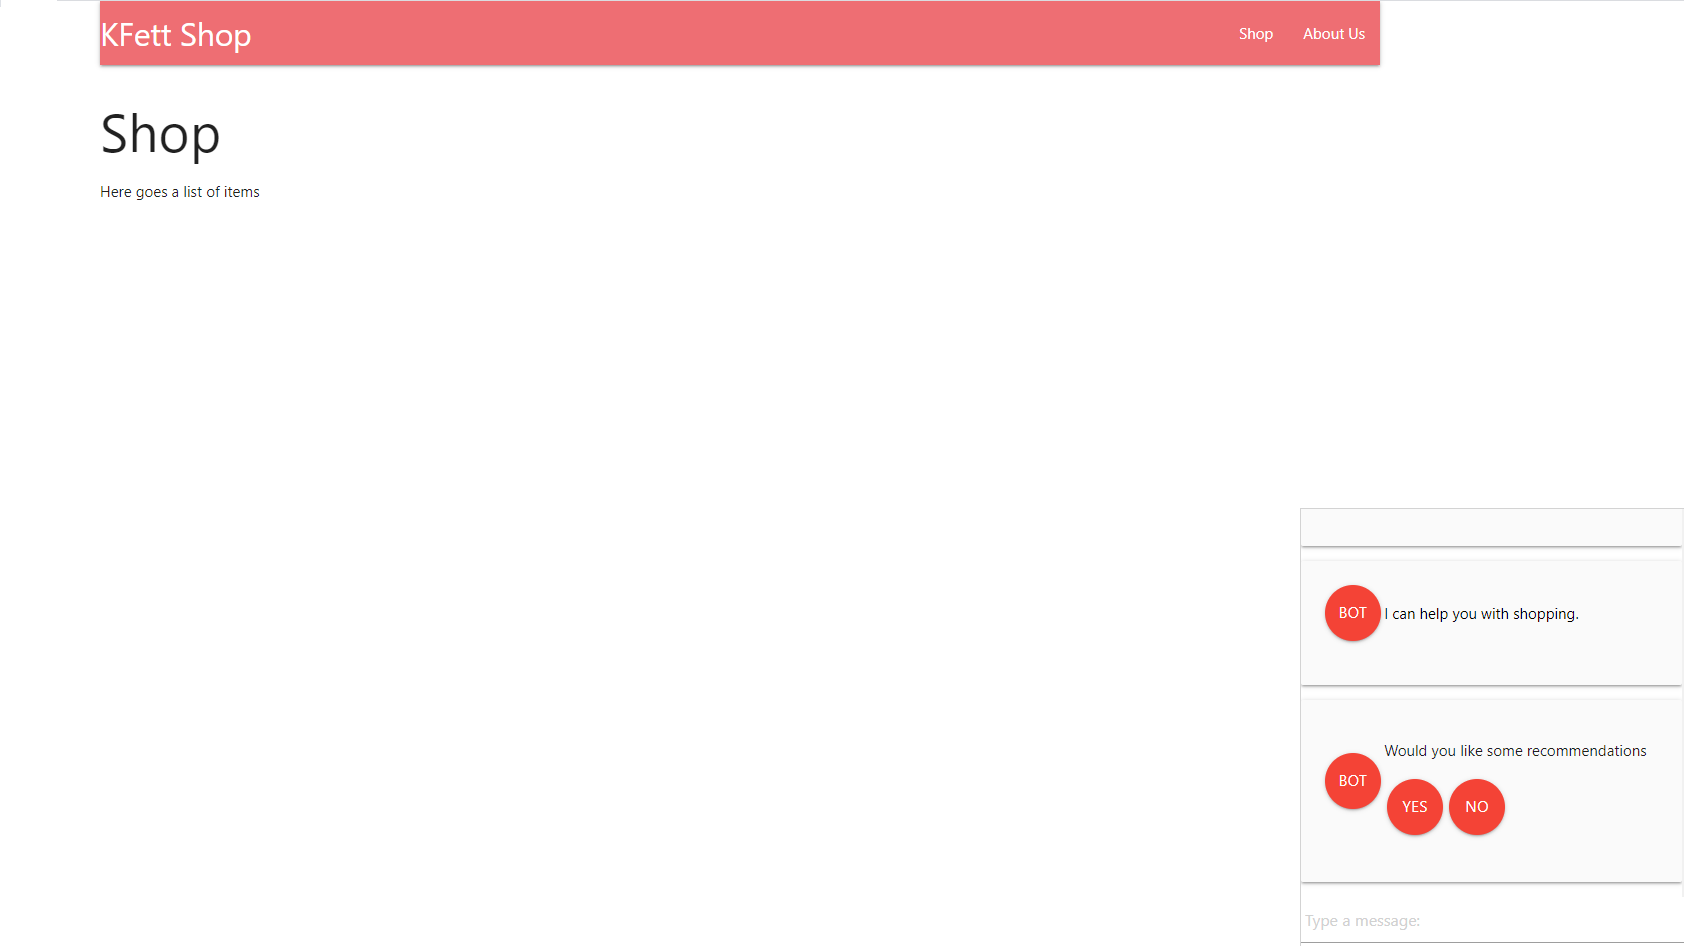 KFett Shop
Shop About Us
Shop
Here goes a list of items
BOT I can help you with shopping.
Would you like some recommendations
BOT
YES NO
Type a message: